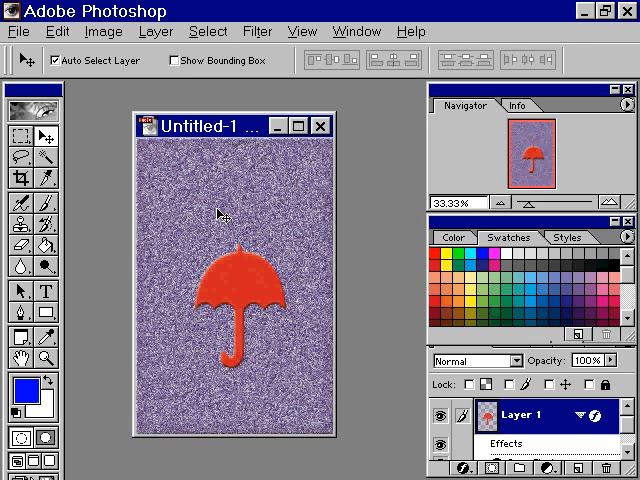 Adobe Photoshop
File Edit Image Layer Select Filter View Window Help
Auto Select Layer Show Bounding Box
Untitled-1 ...
Navigator Info
33.33%
Color Swatches Styles
Normal Opacity: 100%
Lock:
Layer 1
Effects
T